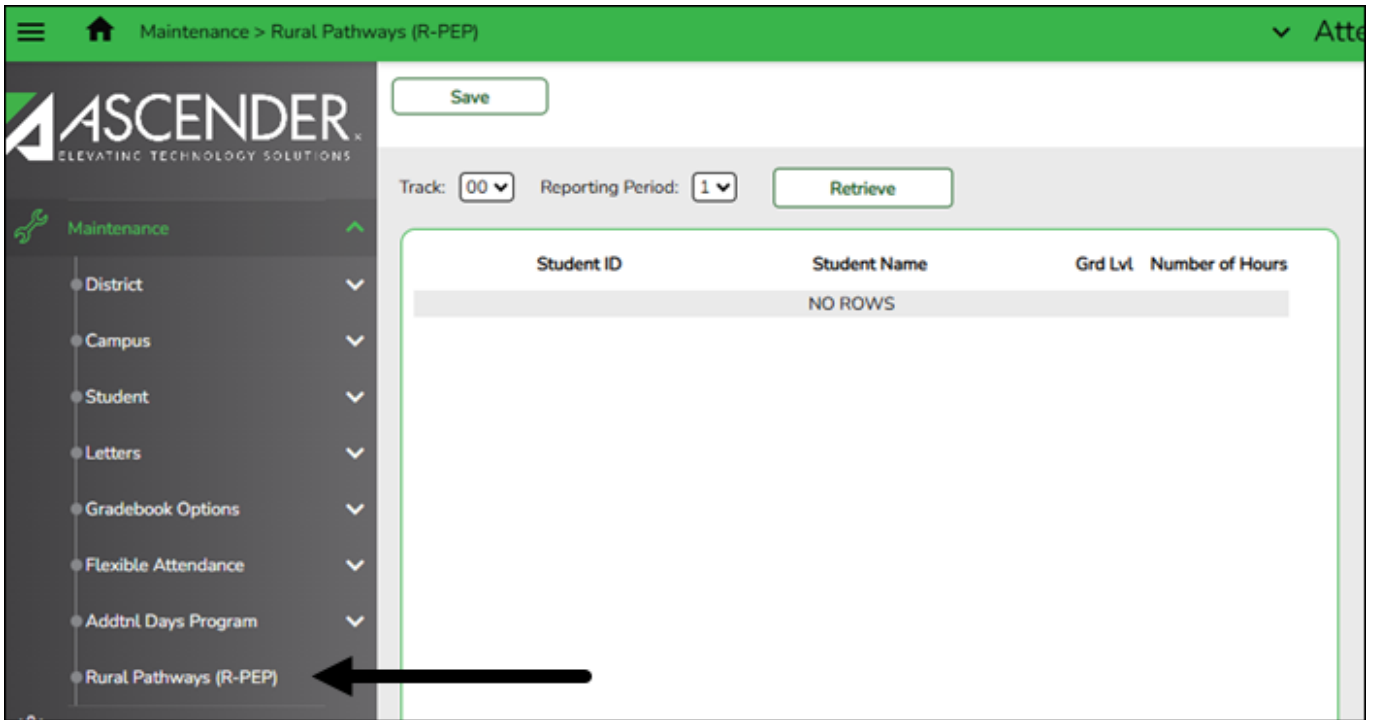 Maintenance > Rural Pathways (R-PEP)
Atte
ASCENDER
ELEVATING TECHNOLOGY SOLUTIONS
Save
Track: 00 Reporting Period: 1 Retrieve
Maintenance
Student ID Student Name Grd Lvl Number of Hours
District
NO ROWS
Campus
Student
Letters
Gradebook Options
Flexible Attendance
Addtnl Days Program
Rural Pathways (R-PEP)